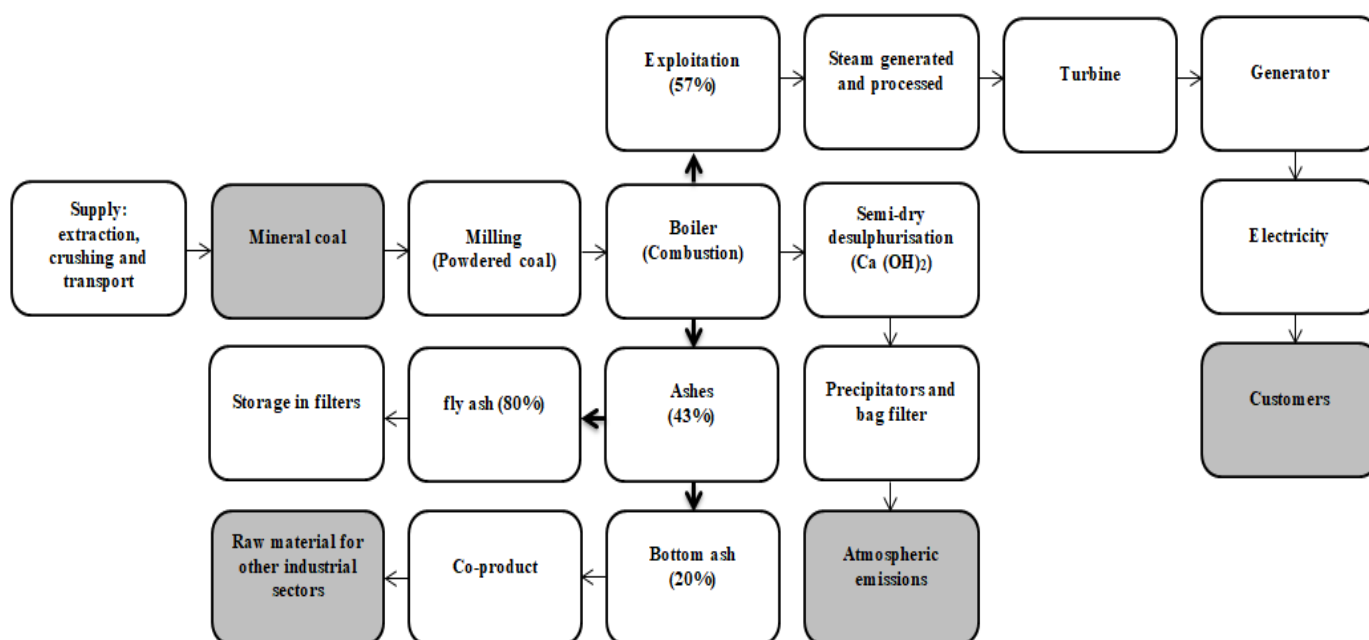 Exploitation
(57%)
Steam generated
and processed
Turbine
Generator
Supply:
extraction,
crushing and
transport
Mineral coal
Milling
(Powdered coal)
Boiler
(Combustion)
Semi-dry
desulphurisation
(Ca (OH)₂)
Electricity
Storage in filters
fly ash (80%)
Ashes
(43%)
Precipitators and
bag filter
Customers
Raw material for
other industrial
sectors
Co-product
Bottom ash
(20%)
Atmospheric
emissions